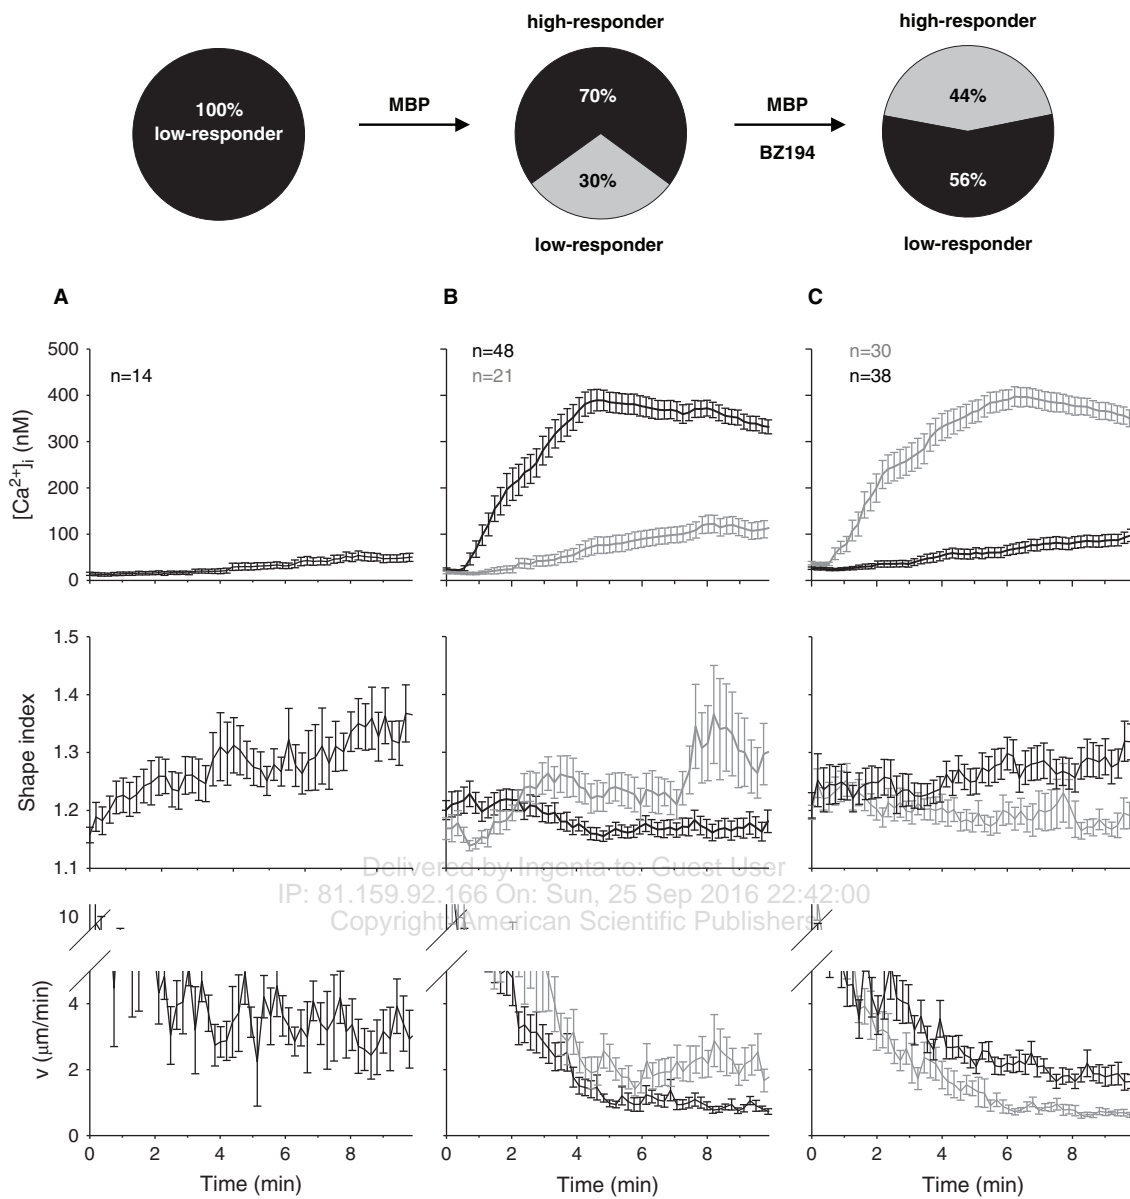 high-responder
high-responder
100%
low-responder
MBP
70%
30%
MBP
BZ194
44%
56%
low-responder
low-responder
A
B
C
500
400
300
200
100
0
[Ca2+]i (nM)
n=14
n=48
n=21
n=30
n=38
1.5
1.4
1.3
1.2
1.1
Shape index
Delivered by Ingenta to: Guest User
IP: 81.159.92.166 On: Sun, 25 Sep 2016 22:42:00
Copyright: American Scientific Publishers
10
4
2
0
v (μm/min)
0 2 4 6 8
0 2 4 6 8
0 2 4 6 8
Time (min)
Time (min)
Time (min)